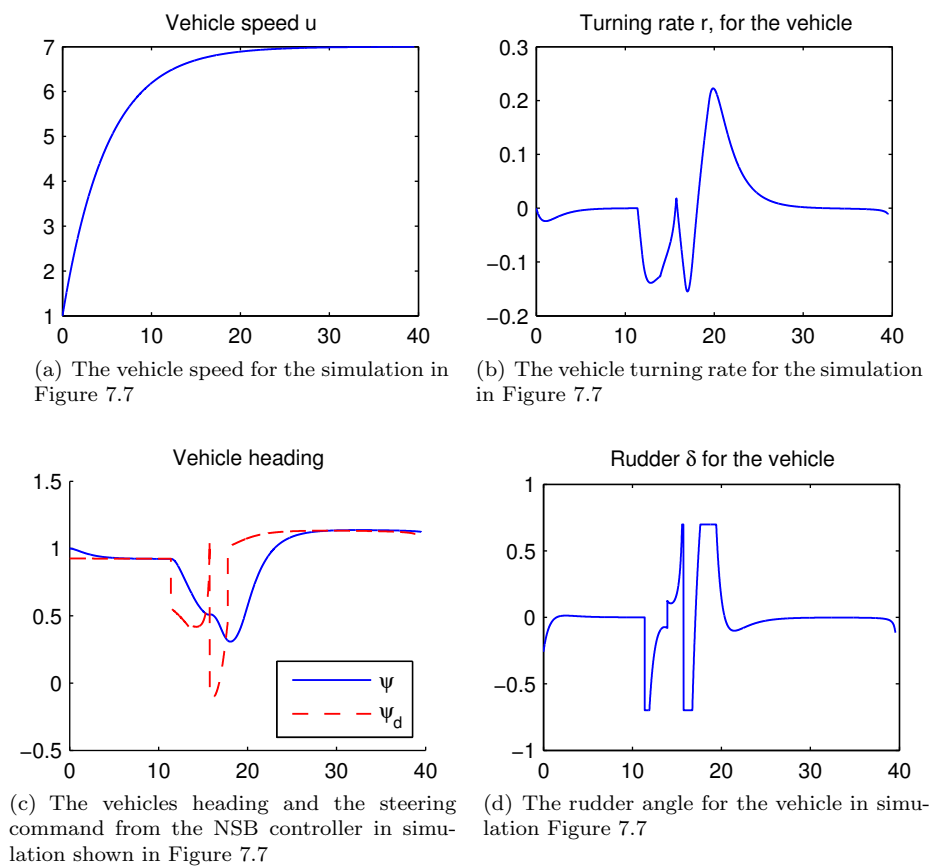 Vehicle speed u
7
6
5
4
3
2
1
0 10 20 30 40
(a) The vehicle speed for the simulation in
Figure 7.7
Turning rate r, for the vehicle
0.3
0.2
0.1
0
−0.1
−0.2
0 10 20 30 40
(b) The vehicle turning rate for the simulation
in Figure 7.7
Vehicle heading
1.5
1
0.5
0
−0.5
0 10 20 30 40
ψ
ψd
(c) The vehicles heading and the steering
command from the NSB controller in simu-
lation shown in Figure 7.7
Rudder δ for the vehicle
1
0.5
0
−0.5
−1
0 10 20 30 40
(d) The rudder angle for the vehicle in simu-
lation Figure 7.7